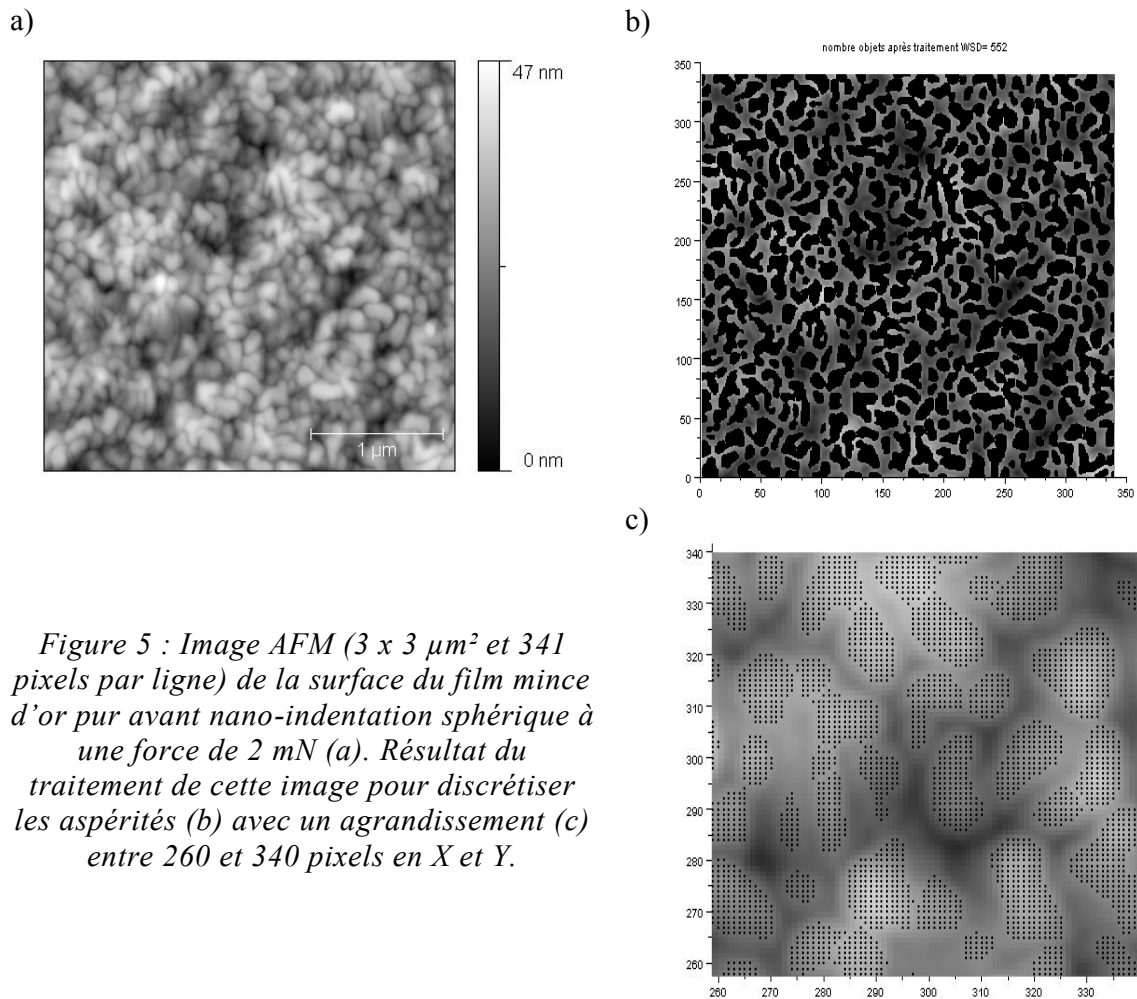 a)
47 nm
1 µm
0 nm
b)
nombre objets après traitement WSD= 552
350
300
250
200
150
100
50
0
0 50 100 150 200 250 300 350
c)
340
330
320
310
300
290
280
270
260
260 270 280 290 300 310 320 330
Figure 5 : Image AFM (3 x 3 µm² et 341
pixels par ligne) de la surface du film mince
d'or pur avant nano-indentation sphérique à
une force de 2 mN (a). Résultat du
traitement de cette image pour discrétiser
les aspérités (b) avec un agrandissement (c)
entre 260 et 340 pixels en X et Y.